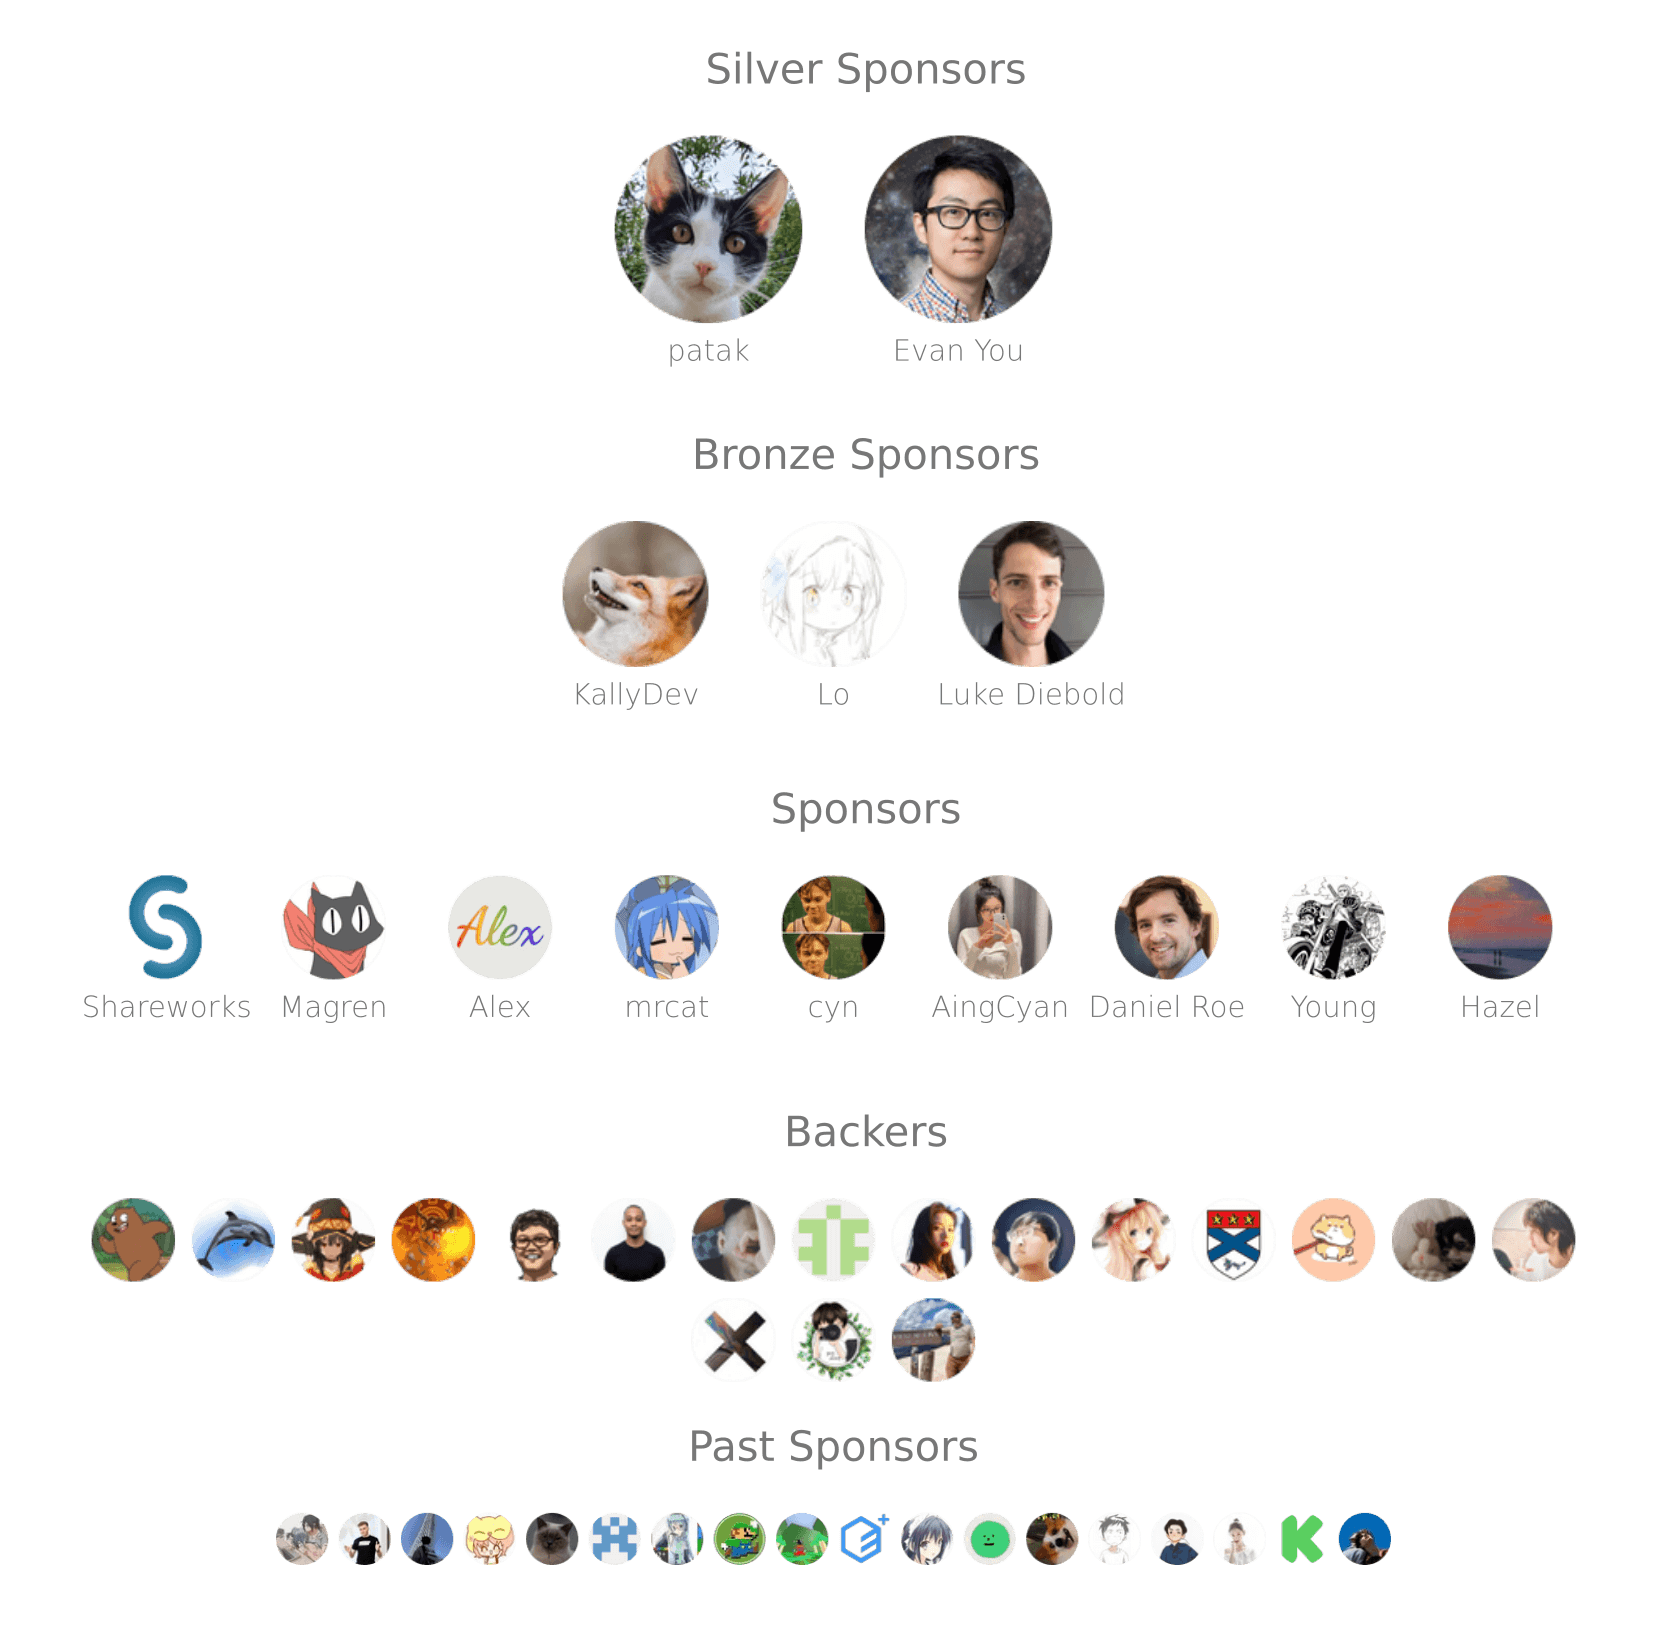 Silver Sponsors
patak Evan You
Bronze Sponsors
KallyDev Lo Luke Diebold
Sponsors
Alex
Shareworks Magren Alex mrcat cyn AingCyan Daniel Roe Young Hazel
Backers
Past Sponsors